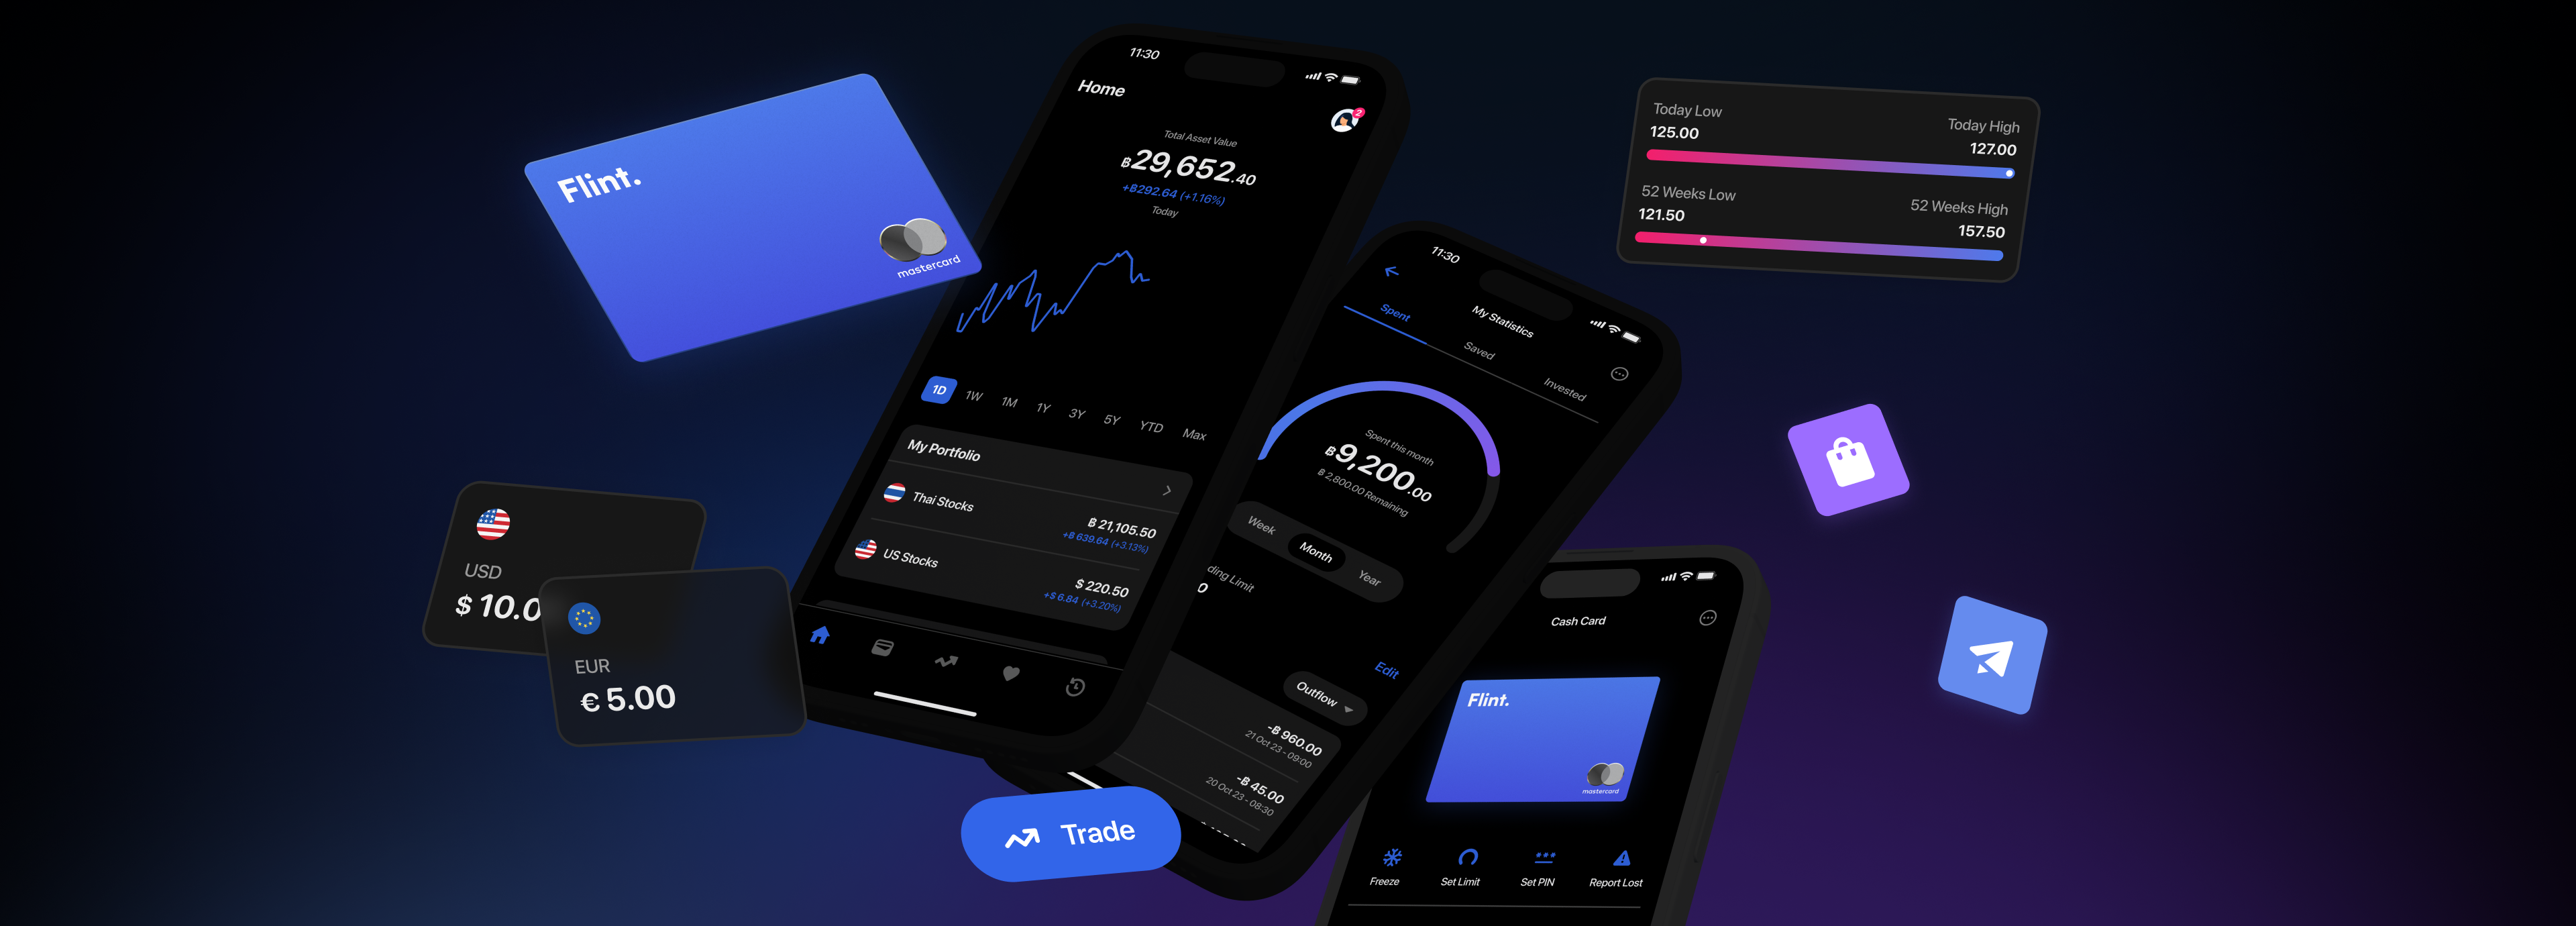 Flint.
mastercard
USD
$ 10.0
EUR
€ 5.00
11:30
Home
2
Total Asset Value
฿29,652.40
+฿292.64 (+1.16%)
Today
1D 1W 1M 1Y 3Y 5Y YTD Max
My Portfolio
Thai Stocks
฿ 21,105.50
+฿ 639.64 (+3.13%)
US Stocks
$ 220.50
+$ 6.84 (+3.20%)
Trade
11:30
My Statistics
Spent Saved Invested
Spent this month
฿9,200.00
฿ 2,800.00 Remaining
Week Month Year
ding Limit
0
Edit
Outflow
-฿ 960.00
21 Oct 23 - 09:00
-฿ 45.00
20 Oct 23 - 08:30
Cash Card
Flint.
mastercard
Freeze Set Limit Set PIN Report Lost
Today Low Today High
125.00 127.00
52 Weeks Low 52 Weeks High
121.50 157.50